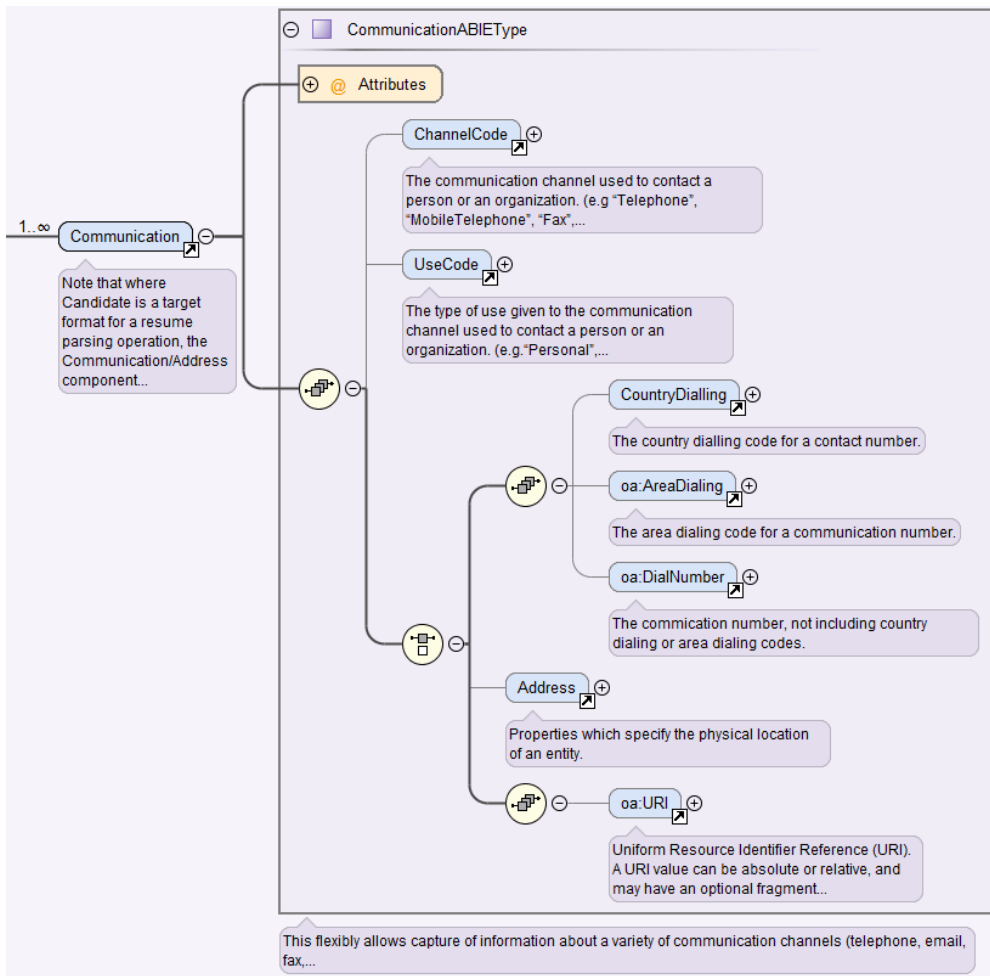 CommunicationABIEType
@ Attributes
ChannelCode
The communication channel used to contact a
person or an organization. (e.g “Telephone”,
“MobileTelephone”, “Fax”,...
1..∞
Communication
Note that where
Candidate is a target
format for a resume
parsing operation, the
Communication/Address
component...
UseCode
The type of use given to the communication
channel used to contact a person or an
organization. (e.g.“Personal”,...
CountryDialling
The country dialling code for a contact number.
oa:AreaDialing
The area dialing code for a communication number.
oa:DialNumber
The commication number, not including country
dialing or area dialing codes.
Address
Properties which specify the physical location
of an entity.
oa:URI
Uniform Resource Identifier Reference (URI).
A URI value can be absolute or relative, and
may have an optional fragment...
This flexibly allows capture of information about a variety of communication channels (telephone, email,
fax,...